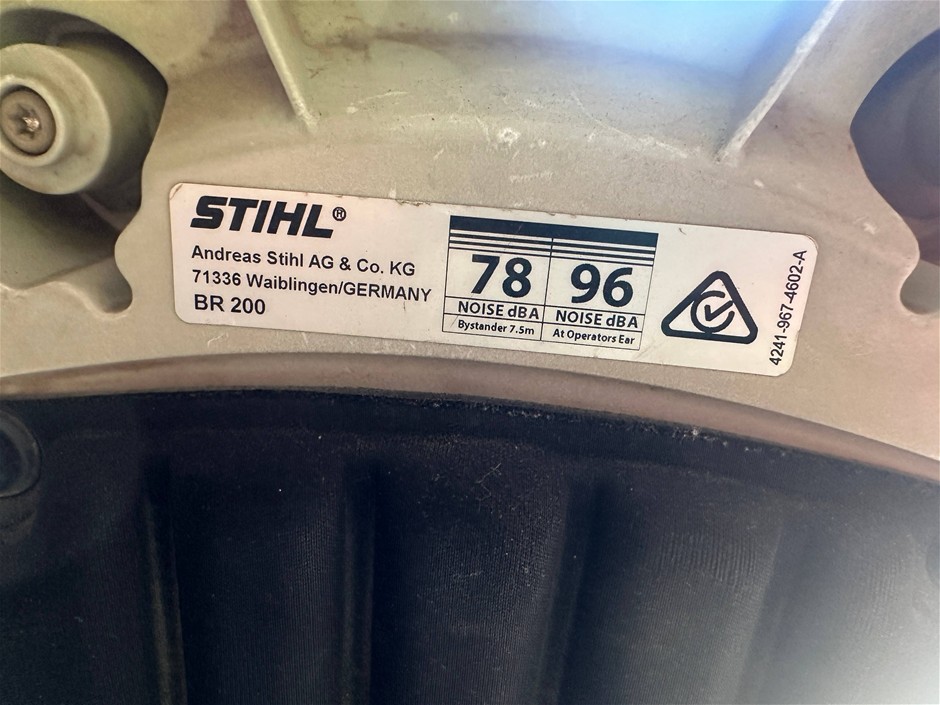 STIHL®
Andreas Stihl AG & Co. KG
71336 Waiblingen/GERMANY
BR 200
78
NOISE dBA
Bystander 7.5m
96
NOISE dBA
At Operators Ear
4241-967-4602-A